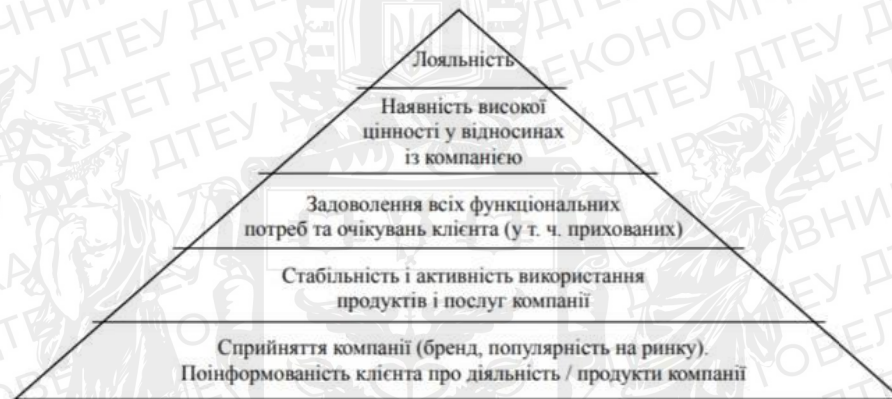 Лояльність
Наявність високої
цінності у відносинах
із компанією
Задоволення всіх функціональних
потреб та очікувань клієнта (у т. ч. прихованих)
Стабільність і активність використання
продуктів і послуг компанії
Сприйняття компанії (бренд, популярність на ринку).
Поінформованість клієнта про діяльність / продукти компанії